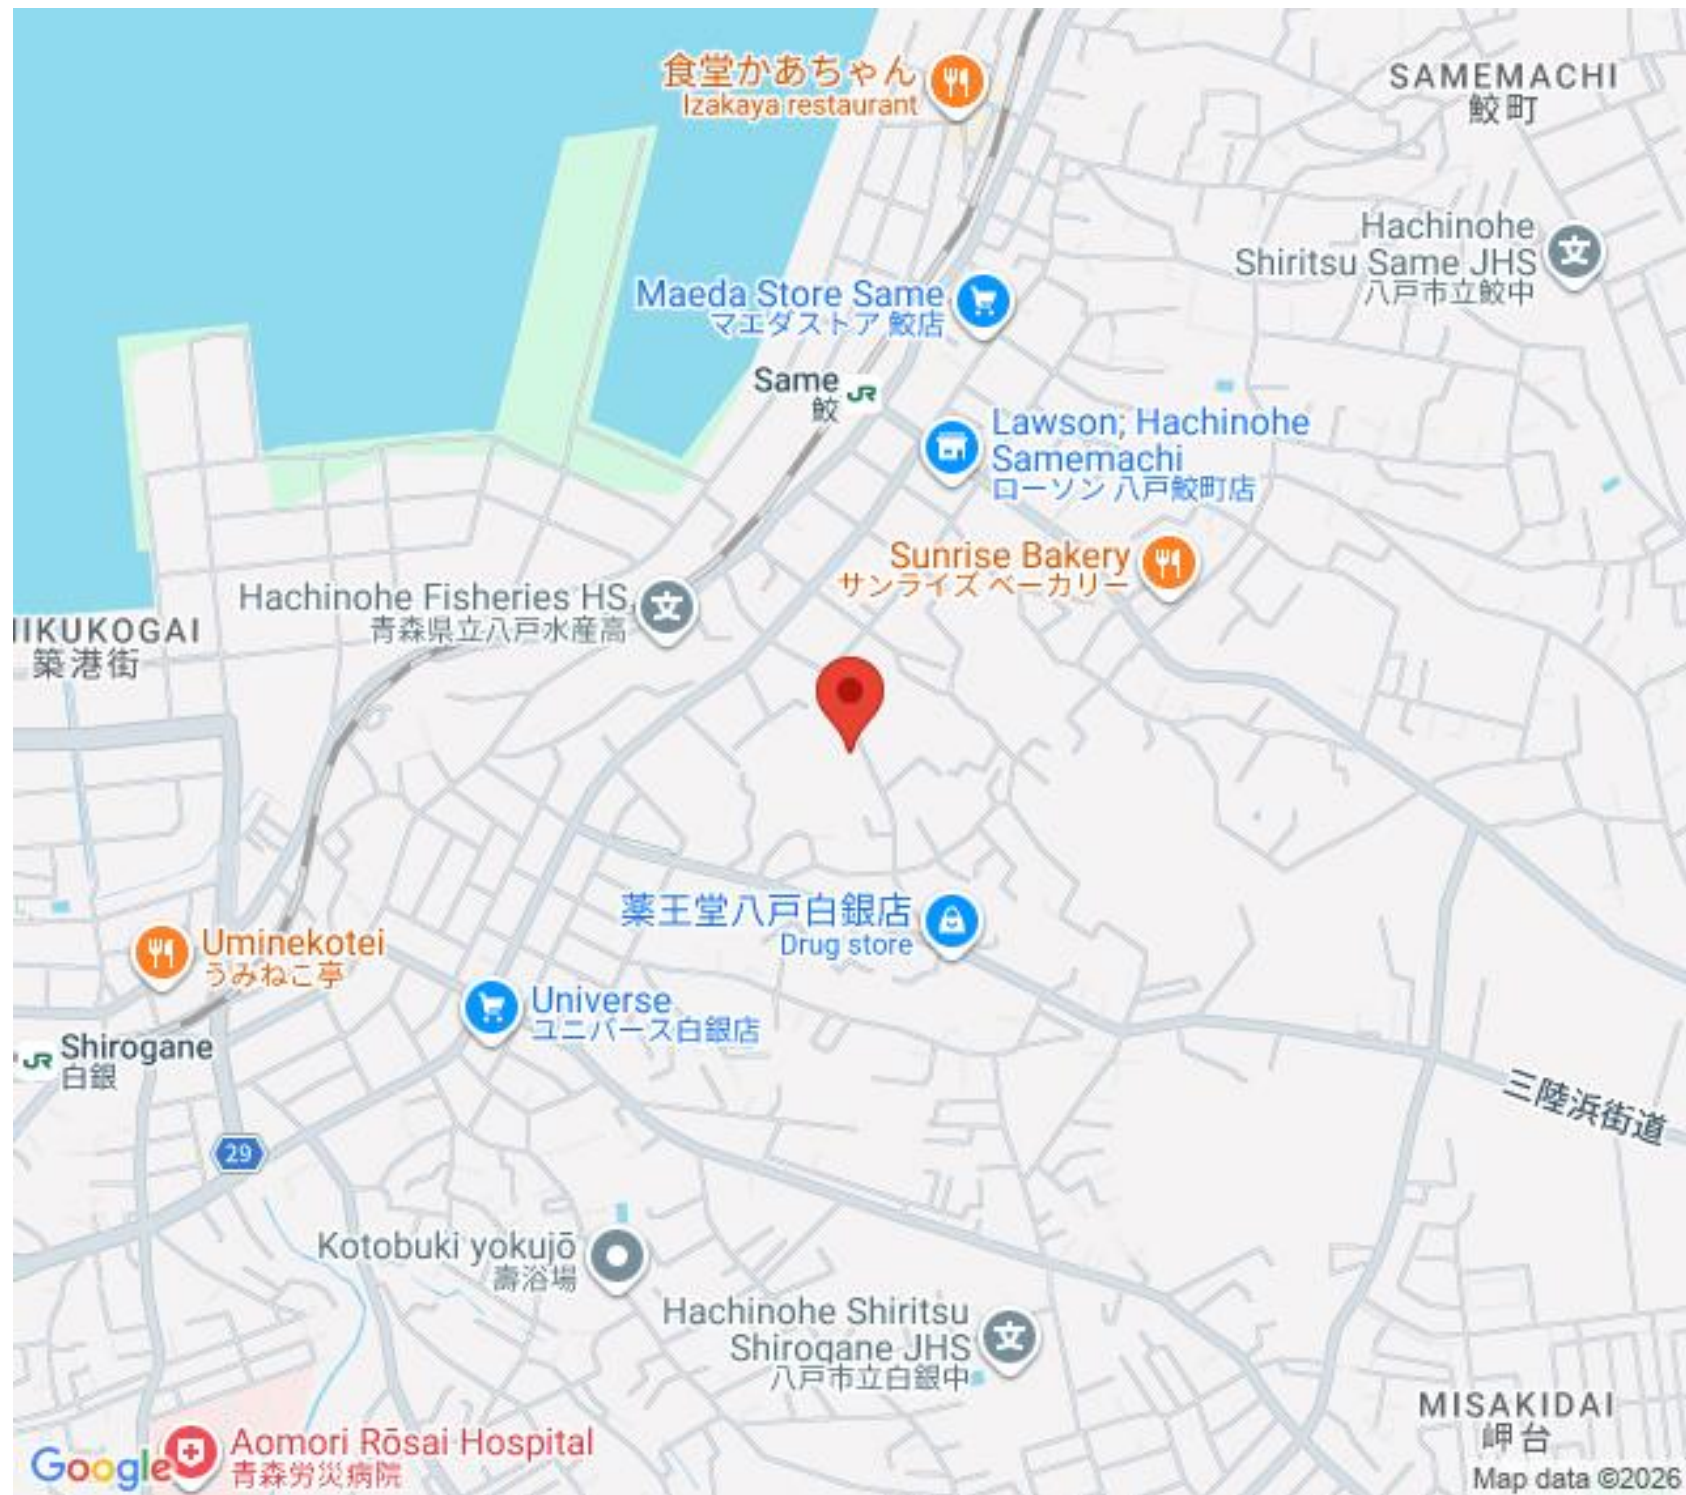 食堂かあちゃん
Izakaya restaurant
SAMEMACHI
鮫町
Hachinohe
Shiritsu Same JHS
八戸市立鮫中
Maeda Store Same
マエダストア 鮫店
Same
鮫
JR
Lawson; Hachinohe
Samemachi
ローソン 八戸鮫町店
Sunrise Bakery
サンライズ ベーカリー
Hachinohe Fisheries HS
青森県立八戸水産高
文
築港街
薬王堂八戸白銀店
Drug store
Uminekotei
うみねこ亭
Universe
ユニバース白銀店
JR
Shirogane
白銀
三陸浜街道
29
Kotobuki yokujō
壽浴場
Hachinohe Shiritsu
Shirogane JHS
八戸市立白銀中
文
MISAKIDAI
岬台
Aomori Rōsai Hospital
青森労災病院
Google
Map data ©2026